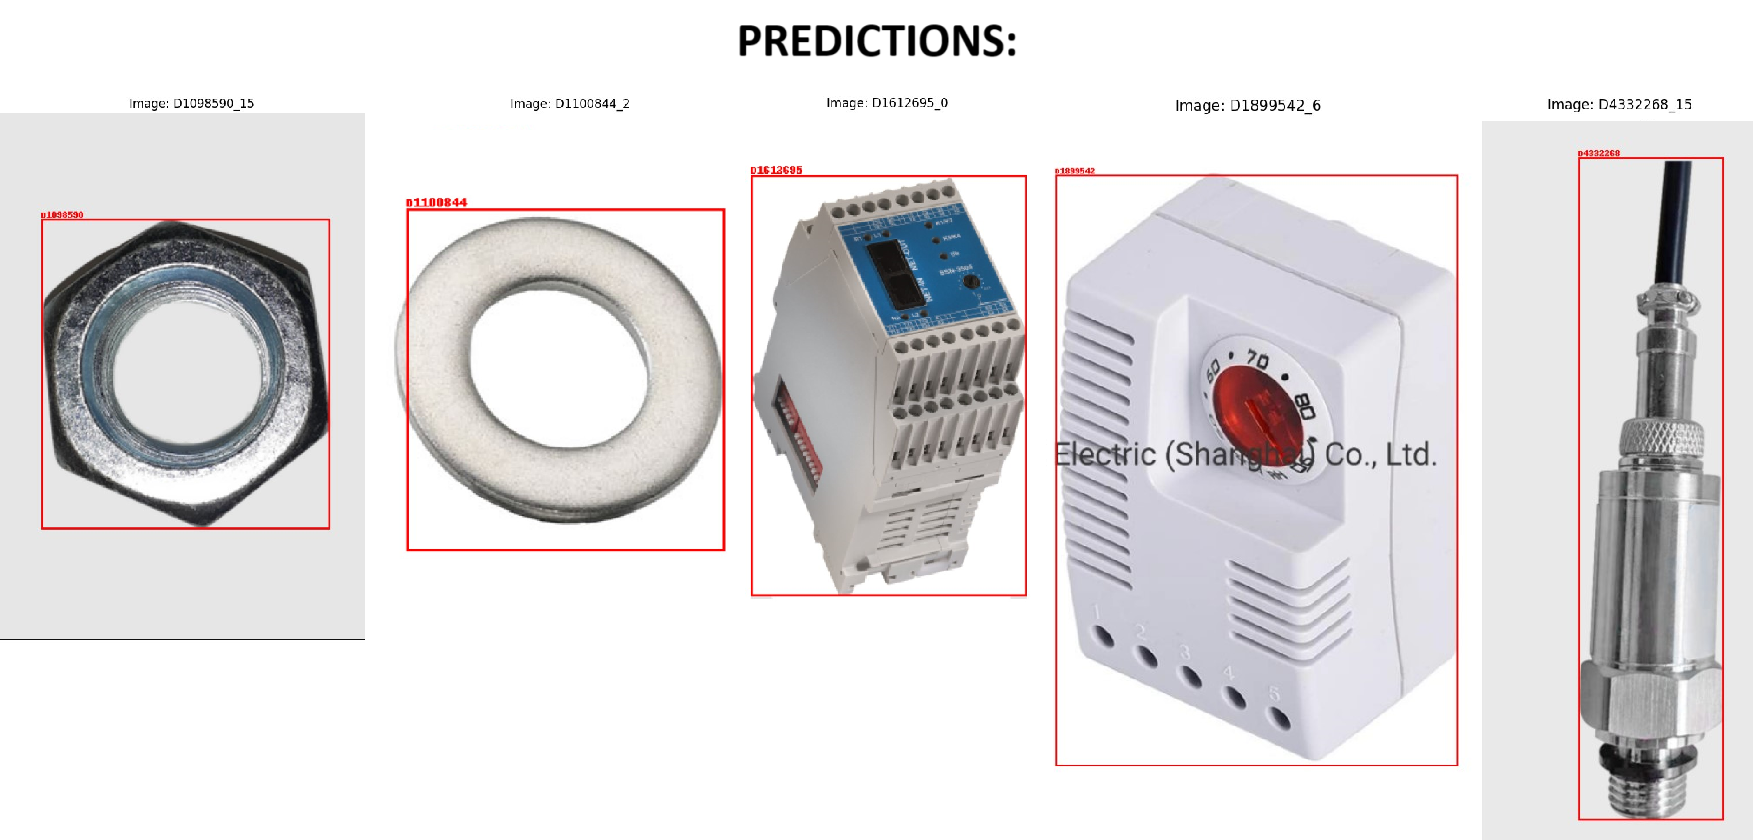 PREDICTIONS:
Image: D1098590_15
Image: D1100844_2
Image: D1612695_0
Image: D1899542_6
Image: D4332268_15
D1098590
D1100844
D1612695
D1899542
D4332268
60 70 80
Electric (Shanghai) Co., Ltd.
1 2 3 4 5